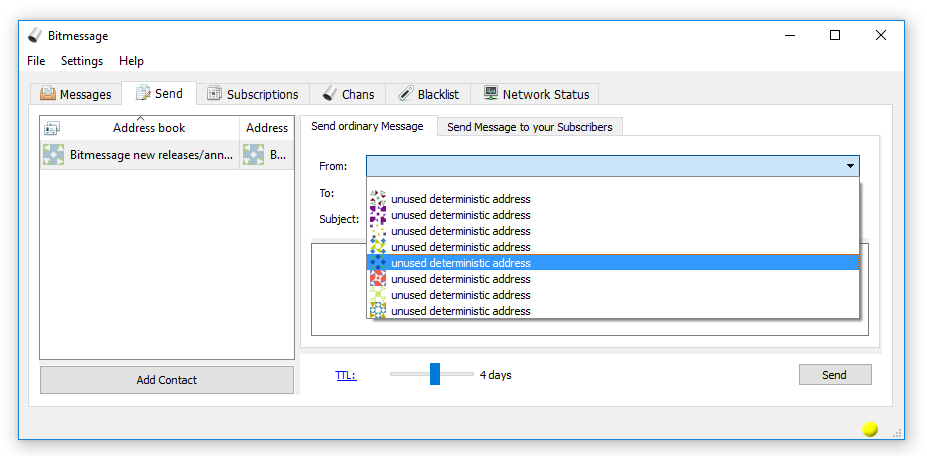 Bitmessage
File Settings Help
Messages Send Subscriptions Chans Blacklist Network Status
Address book Address
Bitmessage new releases/ann... B...
Add Contact
Send ordinary Message Send Message to your Subscribers
From:
To:
Subject:
unused deterministic address
unused deterministic address
unused deterministic address
unused deterministic address
unused deterministic address
unused deterministic address
unused deterministic address
unused deterministic address
TTL: 4 days Send